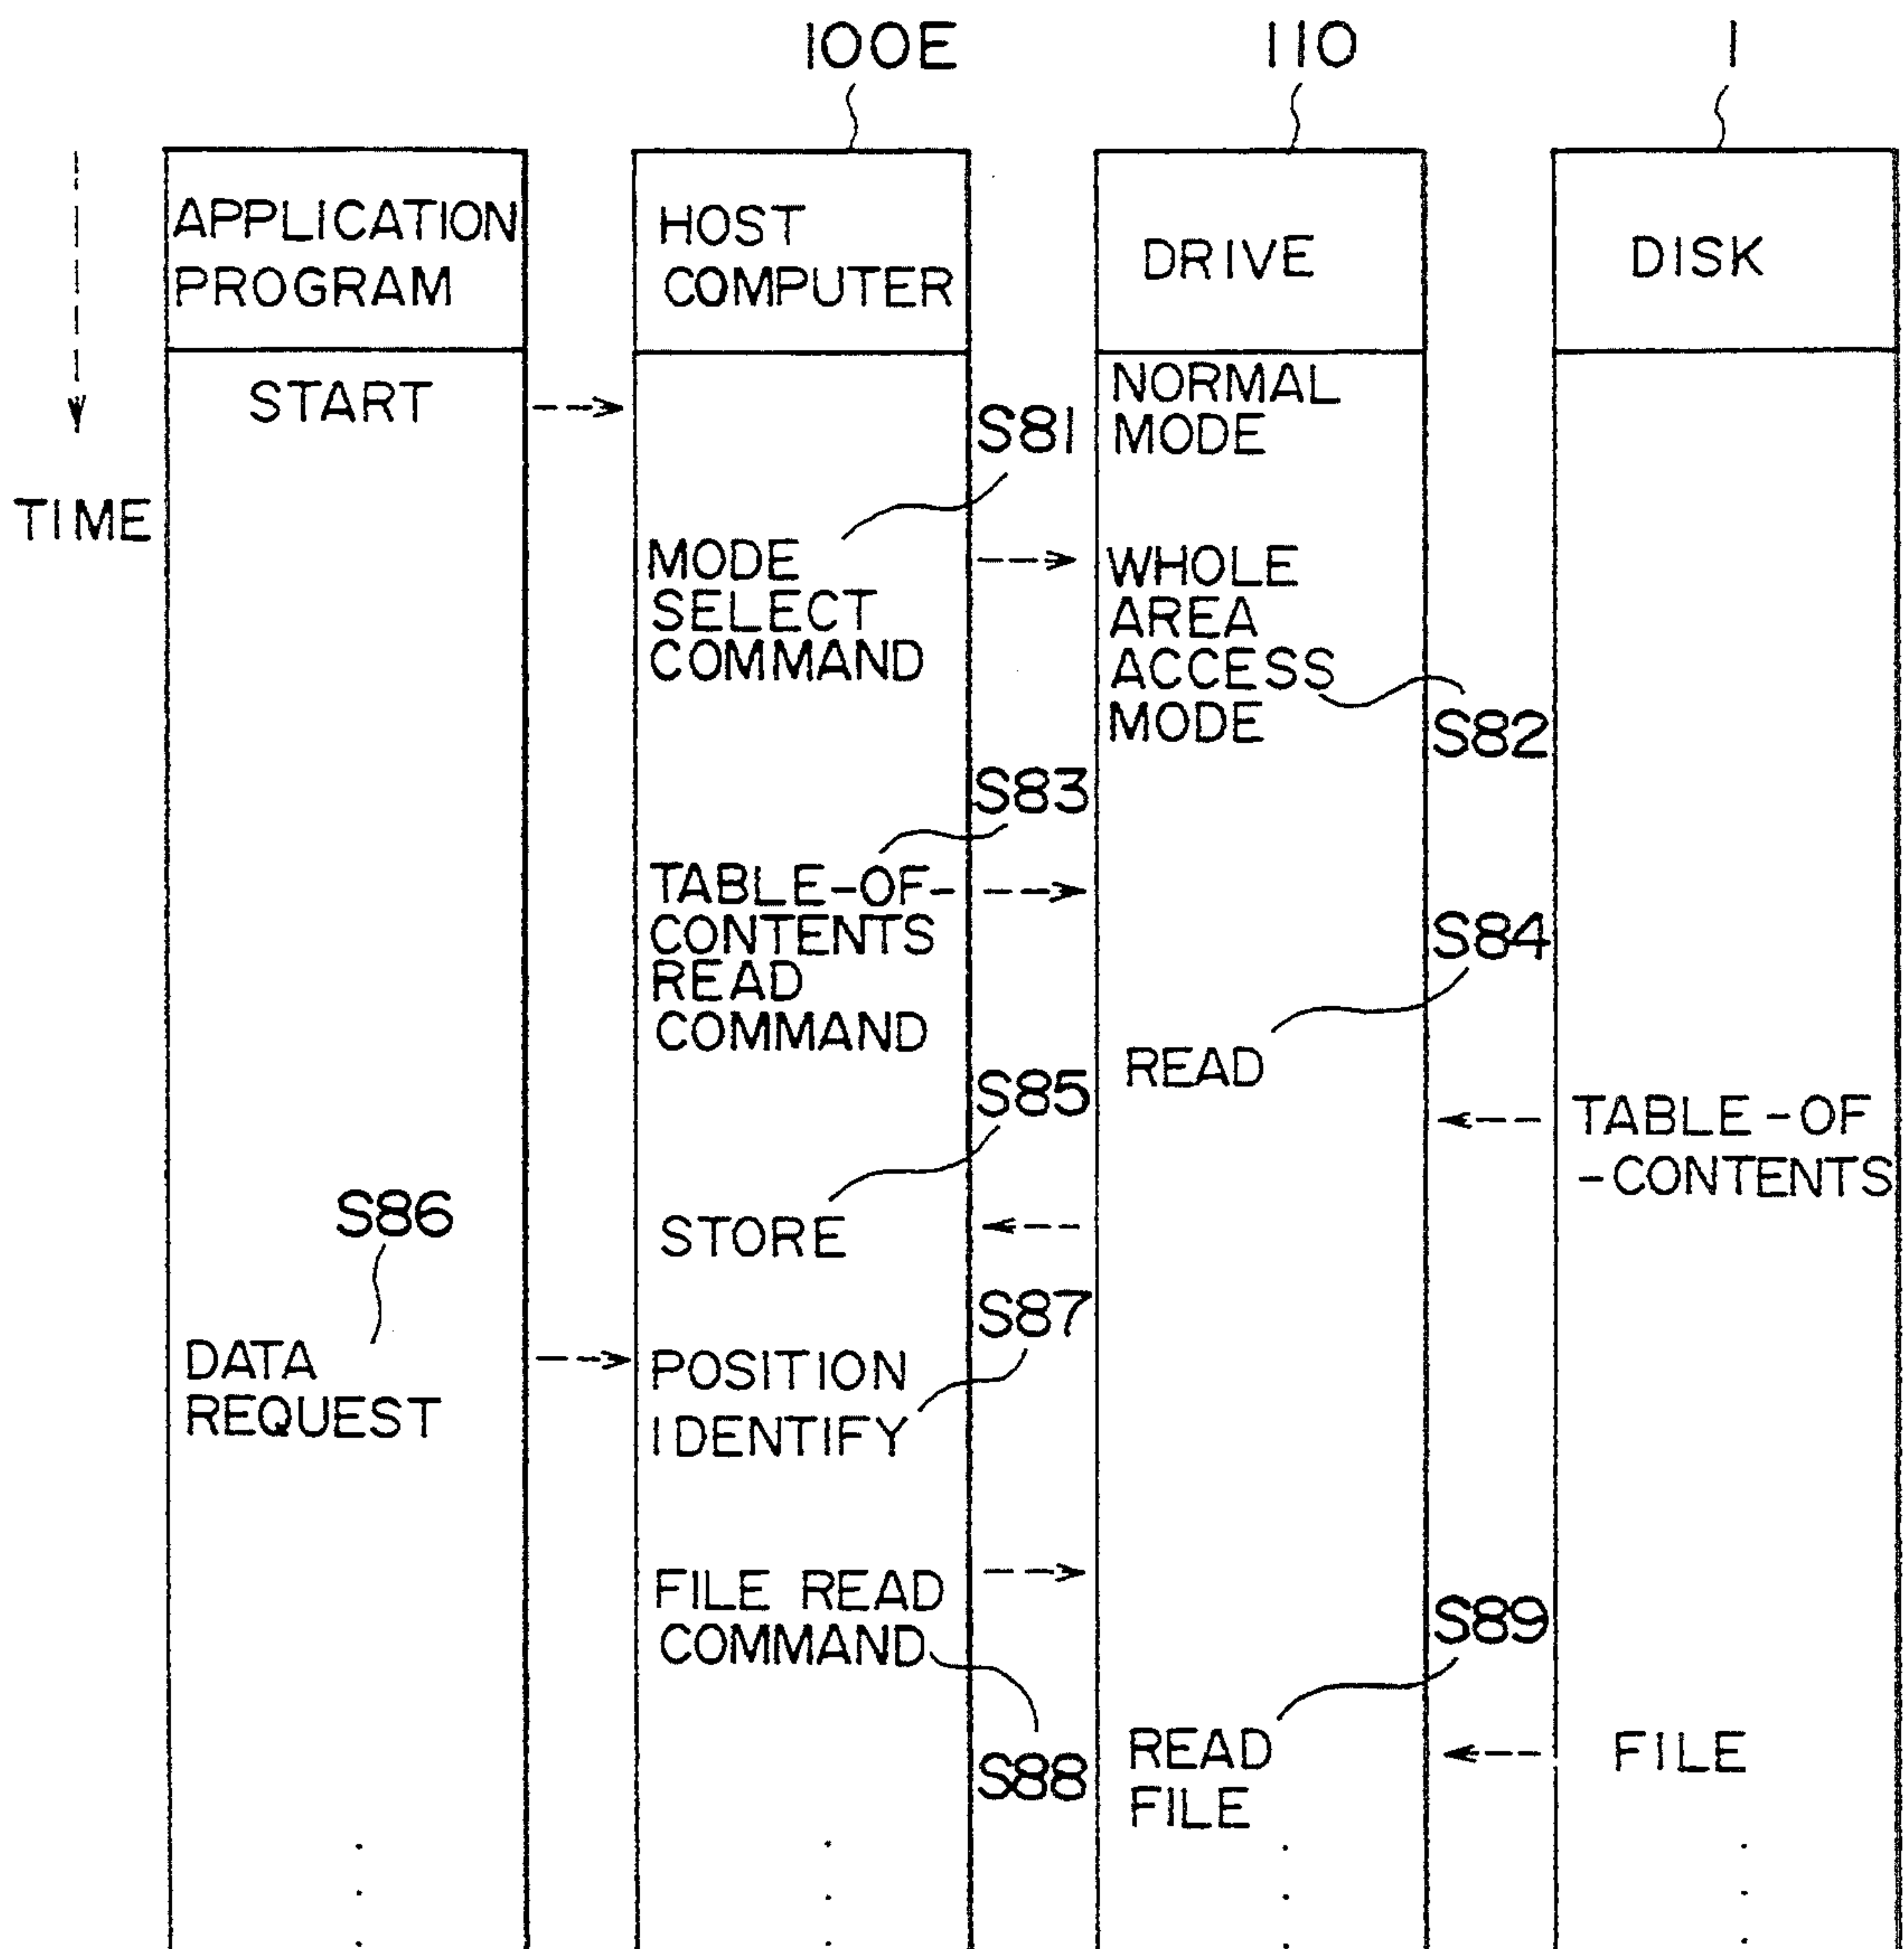 100E
110
1
APPLICATION
PROGRAM
HOST
COMPUTER
DRIVE
DISK
TIME
START
NORMAL
MODE
S81
MODE
SELECT
COMMAND
WHOLE
AREA
ACCESS
MODE
S82
S83
TABLE-OF-
CONTENTS
READ
COMMAND
S84
READ
TABLE-OF
-CONTENTS
S85
STORE
S86
DATA
REQUEST
S87
POSITION
IDENTIFY
FILE READ
COMMAND
S88
S89
READ
FILE
FILE